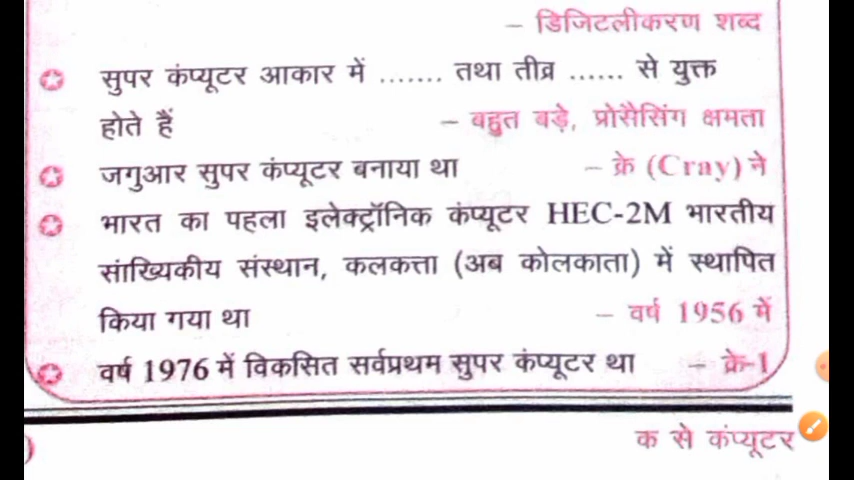 – डिजिटलीकरण शब्द
सुपर कंप्यूटर आकार में ....... तथा तीव्र ...... से युक्त
होते हैं – बहुत बड़े, प्रोसैसिंग क्षमता
जगुआर सुपर कंप्यूटर बनाया था – क्रे (Cray) ने
भारत का पहला इलेक्ट्रॉनिक कंप्यूटर HEC-2M भारतीय
सांख्यिकीय संस्थान, कलकत्ता (अब कोलकाता) में स्थापित
किया गया था – वर्ष 1956 में
वर्ष 1976 में विकसित सर्वप्रथम सुपर कंप्यूटर था – क्रे-1
) क से कंप्यूटर